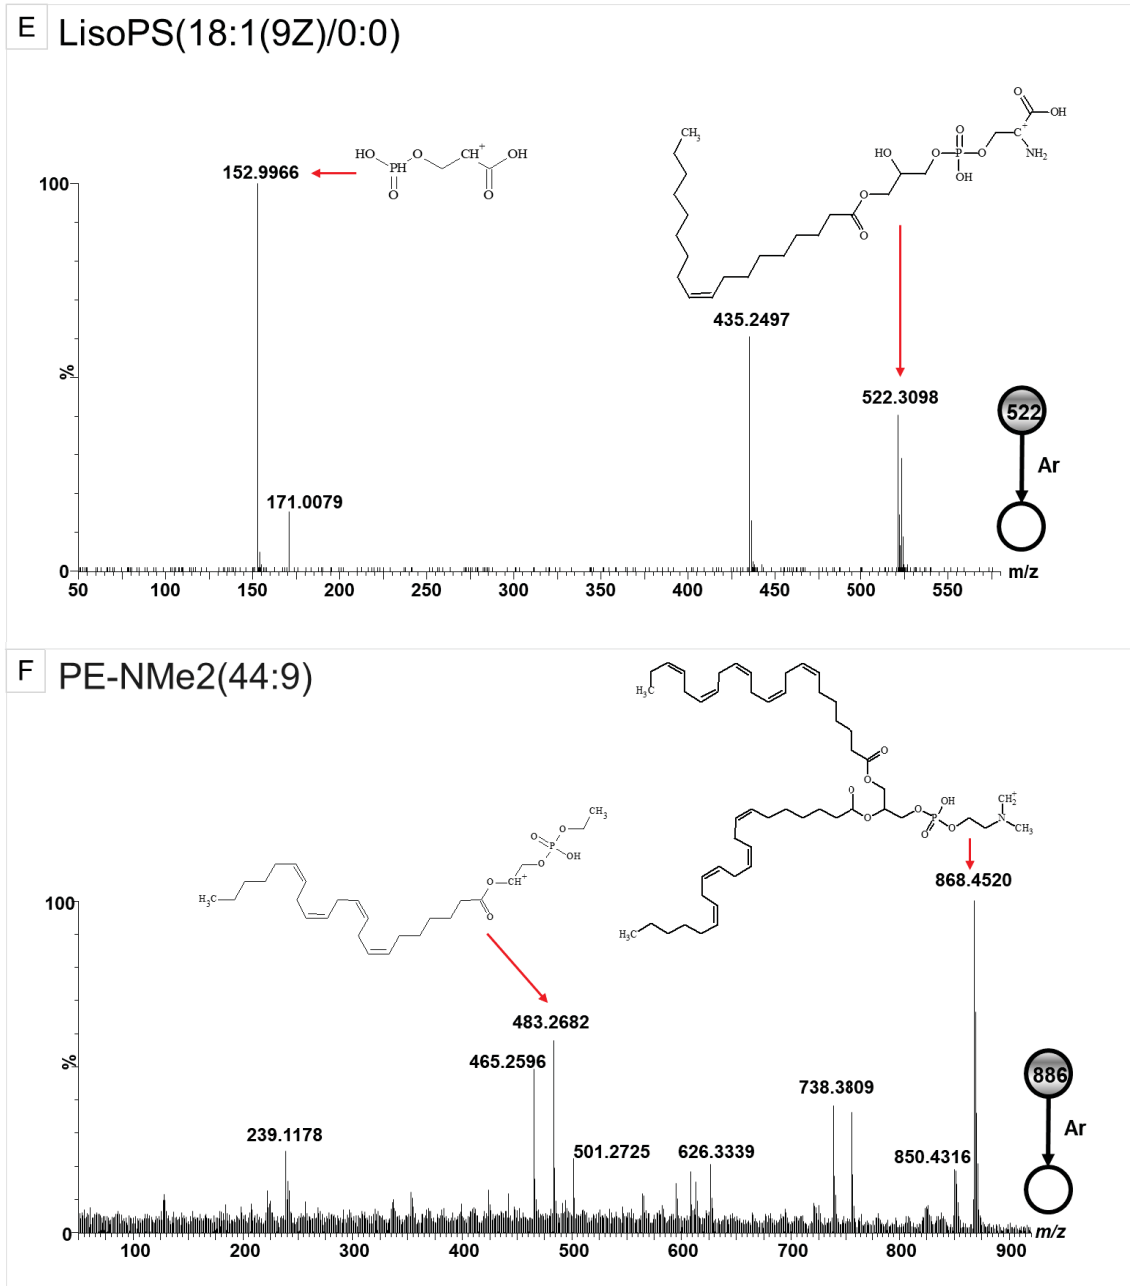 E LisoPS(18:1(9Z)/0:0)
O
OH
C+
NH2
O
P
O
O
OH
HO
O
O
CH3
HO
PH
O
O
CH+
OH
O
152.9966
100
435.2497
522.3098
522
Ar
%
171.0079
0
50 100 150 200 250 300 350 400 450 500 550 m/z
F PE-NMe2(44:9)
H3C
O
O
O
O
O
P
OH
O
O
N
CH2+
CH3
H3C
CH3
O
O
P
OH
O
O
CH+
O
H3C
868.4520
100
483.2682
465.2596
%
886
Ar
738.3809
239.1178
501.2725
626.3339
850.4316
0
100 200 300 400 500 600 700 800 900 m/z